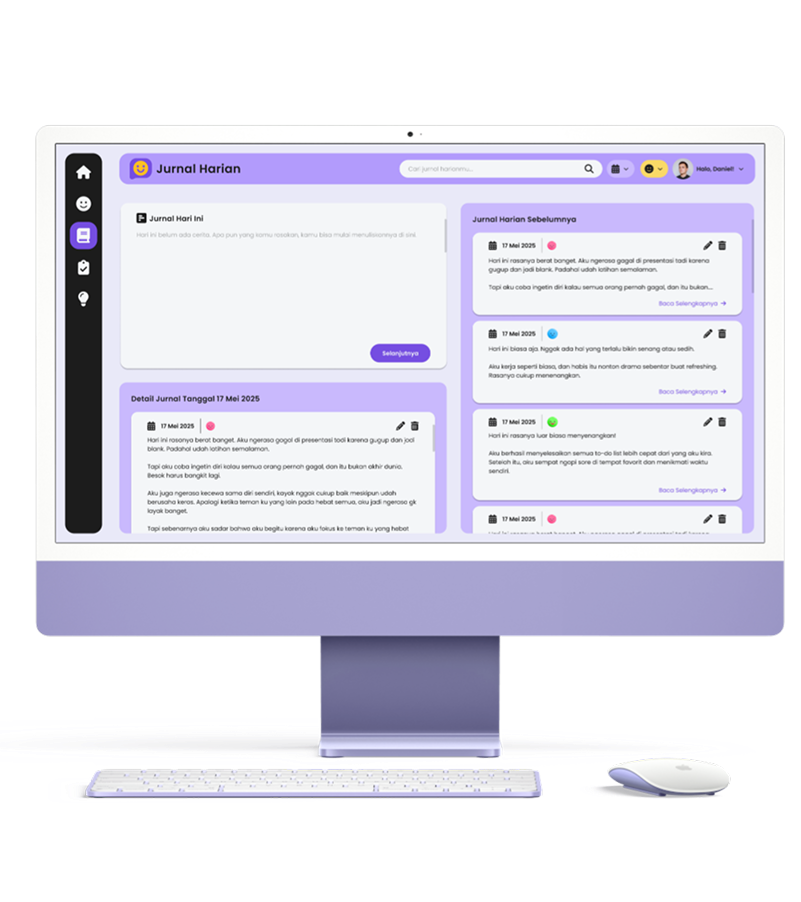 Jurnal Harian
Cari jurnal harianmu...
Halo, Daniel!
Jurnal Hari Ini
Hari ini belum ada cerita. Apa pun yang kamu rasakan, kamu bisa mulai menuliskannya di sini
Selanjutnya
Detail Jurnal Tanggal 17 Mei 2025
17 Mei 2025
Hari ini rasanya berat banget. Aku ngerasa gagal di presentasi tadi karena gugup dan jadi
blank. Padahal udah latihan semalaman.
Tapi aku coba ingetin diri kalau semua orang pernah gagal, dan itu bukan akhir dunia.
Besok harus bangkit lagi.
Aku juga ngerasa kecewa sama diri sendiri, kayak nggak cukup baik meskipun udah
berusaha keras. Apalagi ketika teman ku yang lain pada hebat semua, aku jadi ngerasa gk
layak banget.
Tapi sebenarnya aku sadar bahwa aku begitu karena aku fokus ke teman ku yang hebat
Jurnal Harian Sebelumnya
17 Mei 2025
Hari ini rasanya berat banget. Aku ngerasa gagal di presentasi tadi karena
gugup dan jadi blank. Padahal udah latihan semalaman.
Tapi aku coba ingetin diri kalau semua orang pernah gagal, dan itu bukan...
Baca Selengkapnya →
17 Mei 2025
Hari ini biasa aja. Nggak ada hal yang terlalu bikin senang atau sedih.
Aku kerja seperti biasa, dan habis itu nonton drama sebentar buat refreshing.
Rasanya cukup menenangkan.
Baca Selengkapnya →
17 Mei 2025
Hari ini rasanya luar biasa menyenangkan!
Aku berhasil menyelesaikan semua to-do list lebih cepat dari yang aku kira.
Setelah itu, aku sempat ngopi sore di tempat favorit dan menikmati waktu
sendiri.
Baca Selengkapnya →
17 Mei 2025